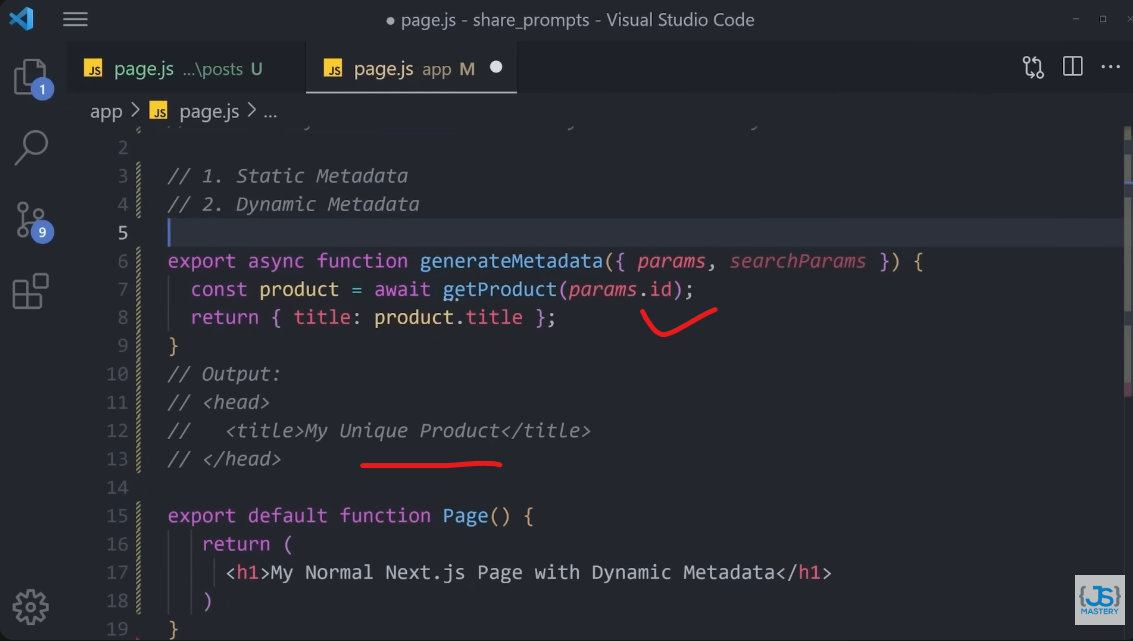 page.js - share_prompts - Visual Studio Code
JS page.js ...\posts U
JS page.js app M
1
app > JS page.js > ...
2
3 // 1. Static Metadata
4 // 2. Dynamic Metadata
5
9
6 export async function generateMetadata({ params, searchParams }) {
7 const product = await getProduct(params.id);
8 return { title: product.title };
9 }
10 // Output:
11 // <head>
12 // <title>My Unique Product</title>
13 // </head>
14
15 export default function Page() {
16 return (
17 <h1>My Normal Next.js Page with Dynamic Metadata</h1>
18 )
19 }
{JS}
MASTERY